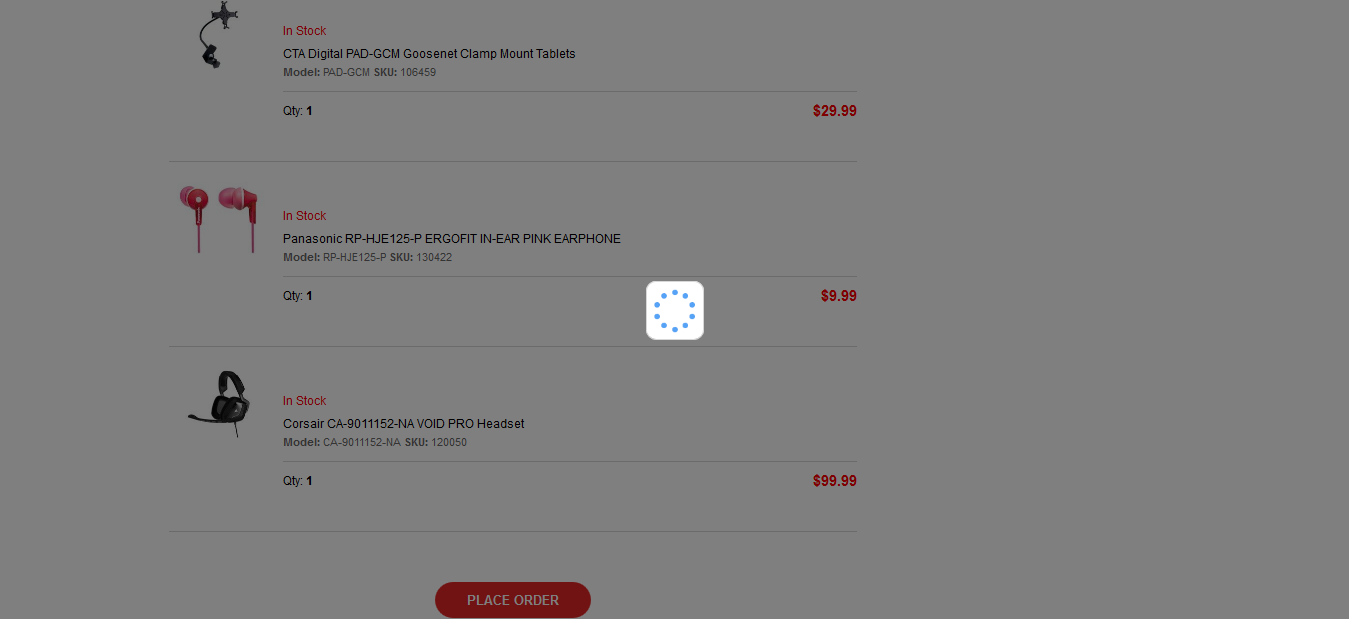 In Stock
CTA Digital PAD-GCM Goosenet Clamp Mount Tablets
Model: PAD-GCM SKU: 106459
Qty: 1 $29.99
In Stock
Panasonic RP-HJE125-P ERGOFIT IN-EAR PINK EARPHONE
Model: RP-HJE125-P SKU: 130422
Qty: 1 $9.99
In Stock
Corsair CA-9011152-NA VOID PRO Headset
Model: CA-9011152-NA SKU: 120050
Qty: 1 $99.99
PLACE ORDER